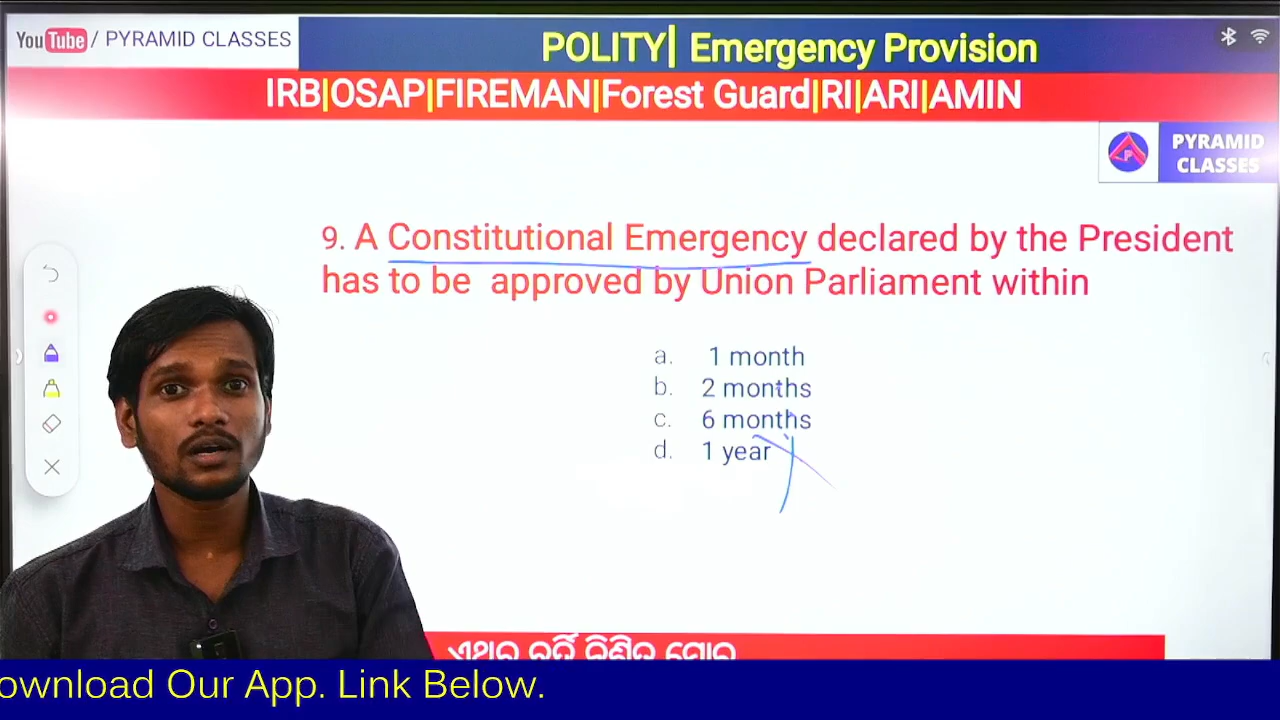 YouTube / PYRAMID CLASSES
POLITY| Emergency Provision
IRB|OSAP|FIREMAN|Forest Guard|RI|ARI|AMIN
PYRAMID
CLASSES
9. A Constitutional Emergency declared by the President
has to be approved by Union Parliament within
a. 1 month
b. 2 months
c. 6 months
d. 1 year
ownload Our App. Link Below.